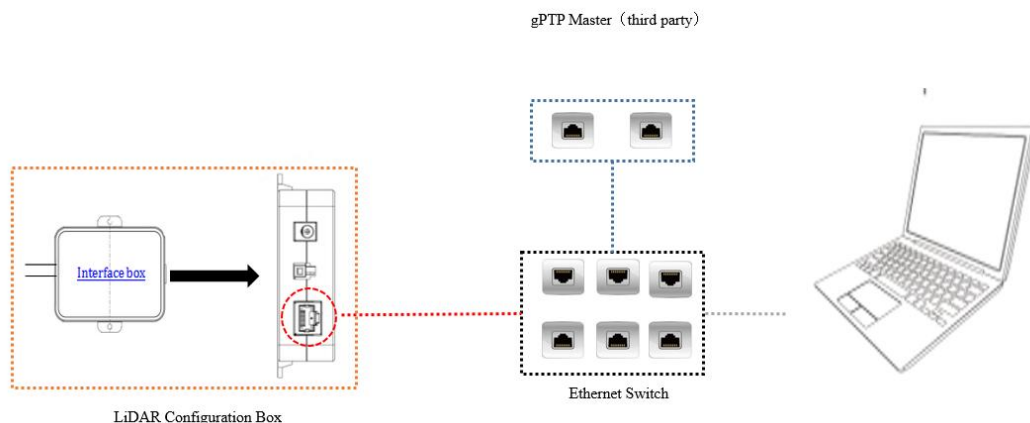 gPTP Master（third party）
Interface box
Ethernet Switch
LiDAR Configuration Box